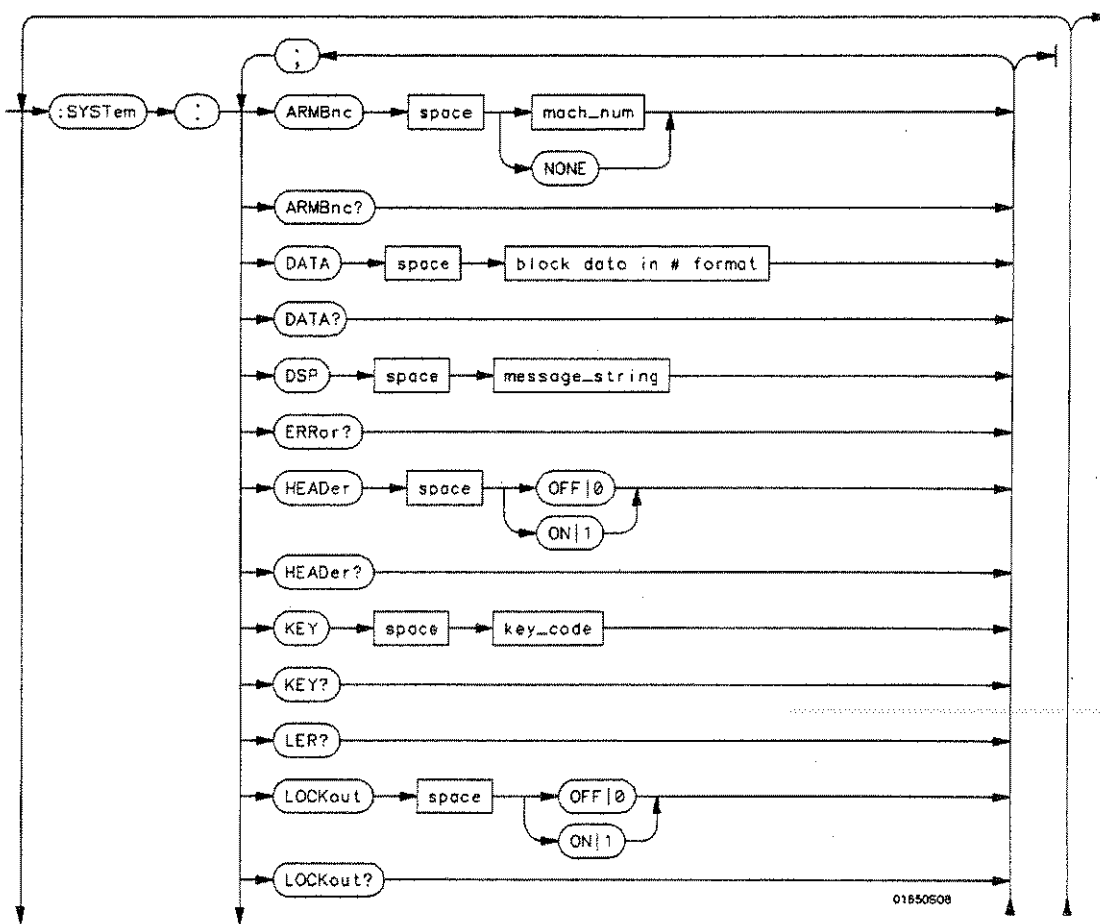 ;
:SYSTem : ARMBnc space mach_num
NONE
ARMBnc?
DATA space block data in # format
DATA?
DSP space message_string
ERRor?
HEADer space OFF|0
ON|1
HEADer?
KEY space key_code
KEY?
LER?
LOCKout space OFF|0
ON|1
LOCKout?
01650S08